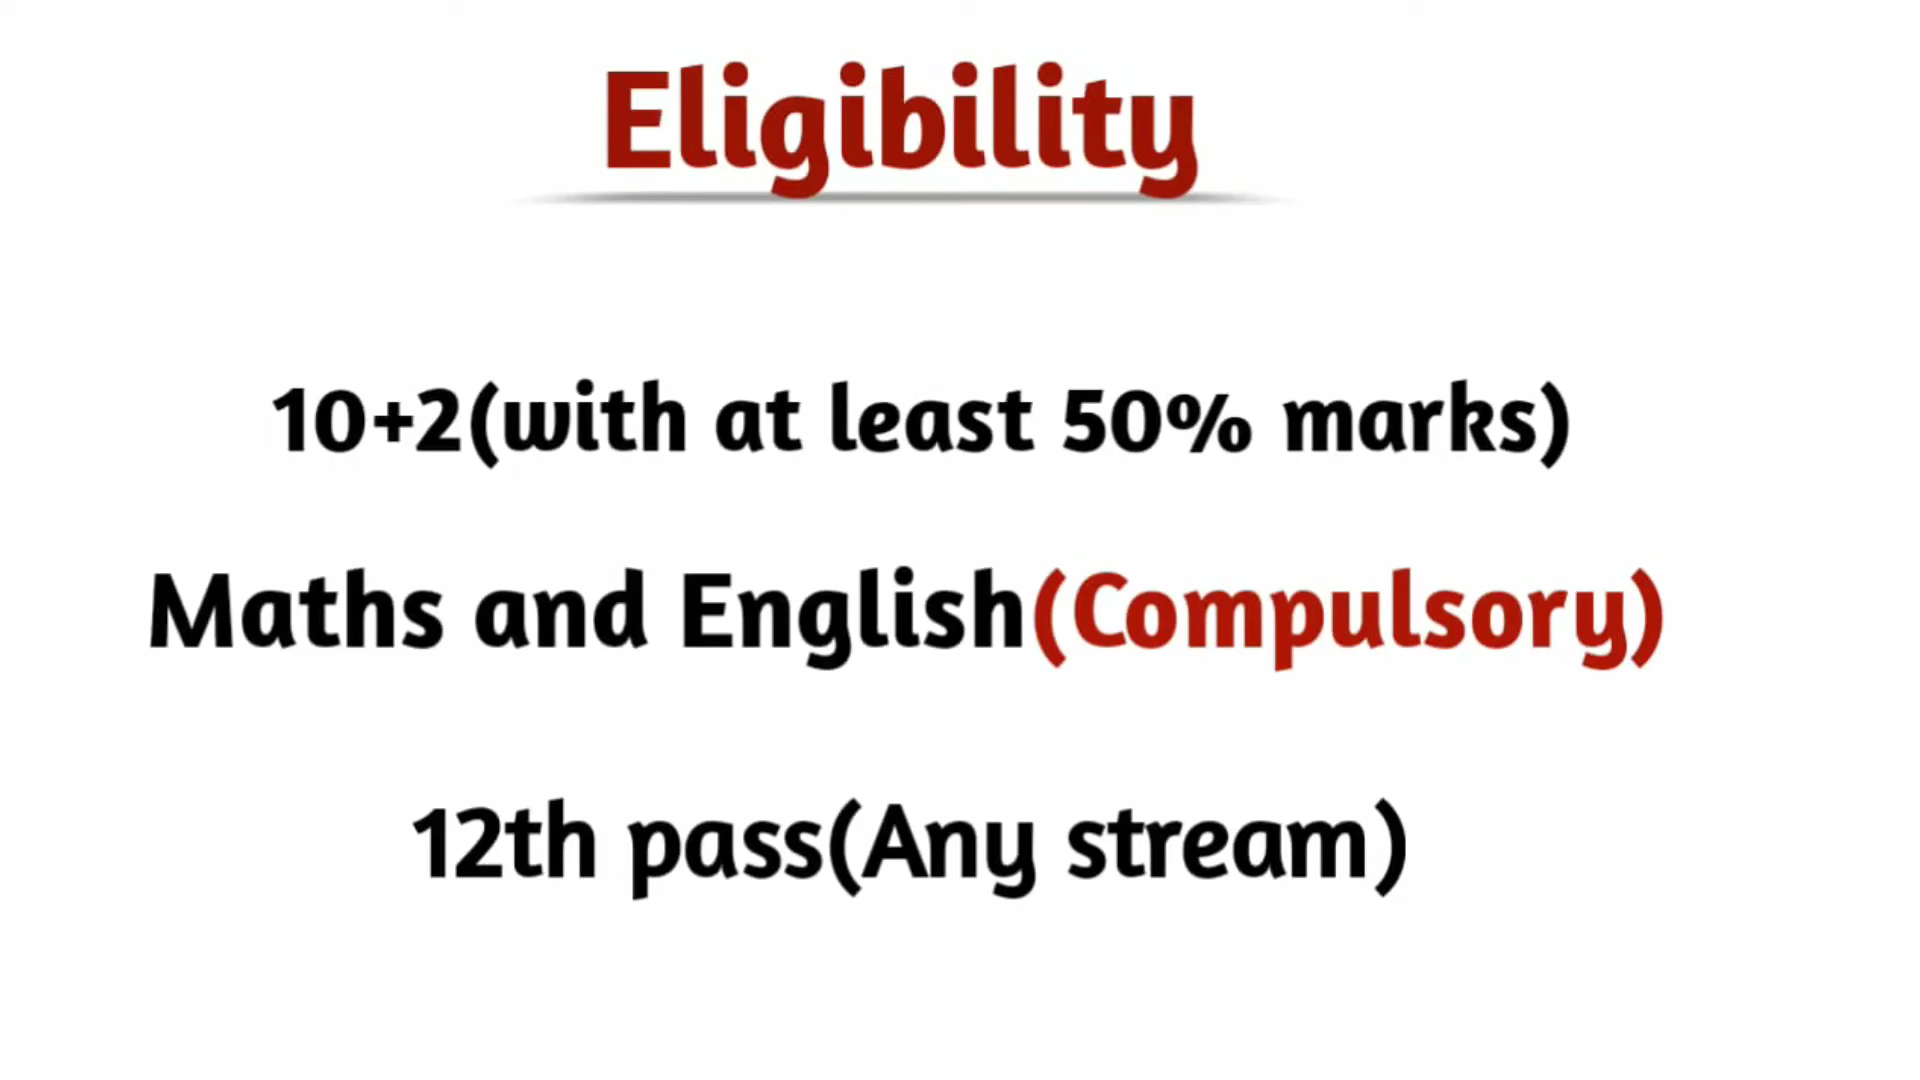 Eligibility
10+2(with at least 50% marks)
Maths and English(Compulsory)
12th pass(Any stream)